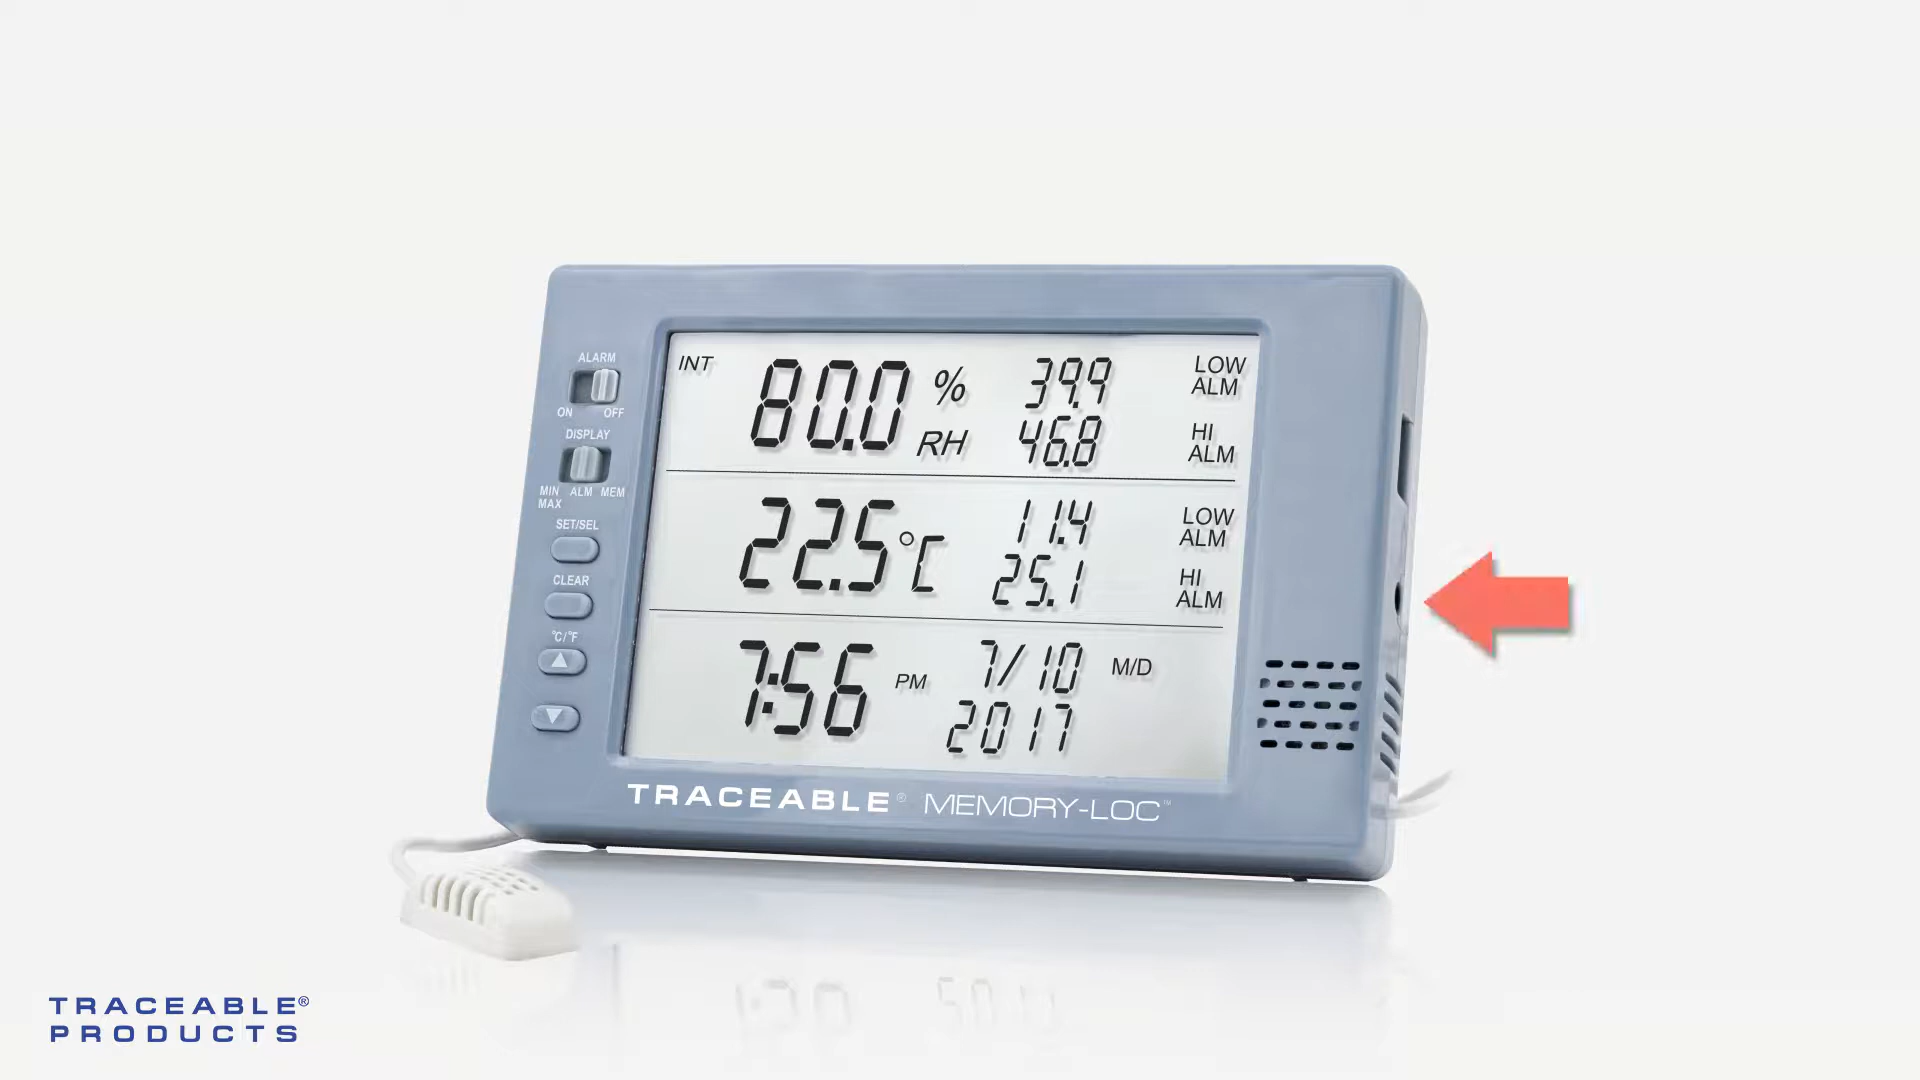 ALARM
ON OFF
DISPLAY
MIN MAX ALM MEM
SET/SEL
CLEAR
°C/°F
INT 80.0 % RH 39.9 LOW ALM
46.8 HI ALM
22.5 °C 11.4 LOW ALM
25.1 HI ALM
7:56 PM 7/10 M/D
2017
TRACEABLE® MEMORY-LOC™
TRACEABLE®
PRODUCTS